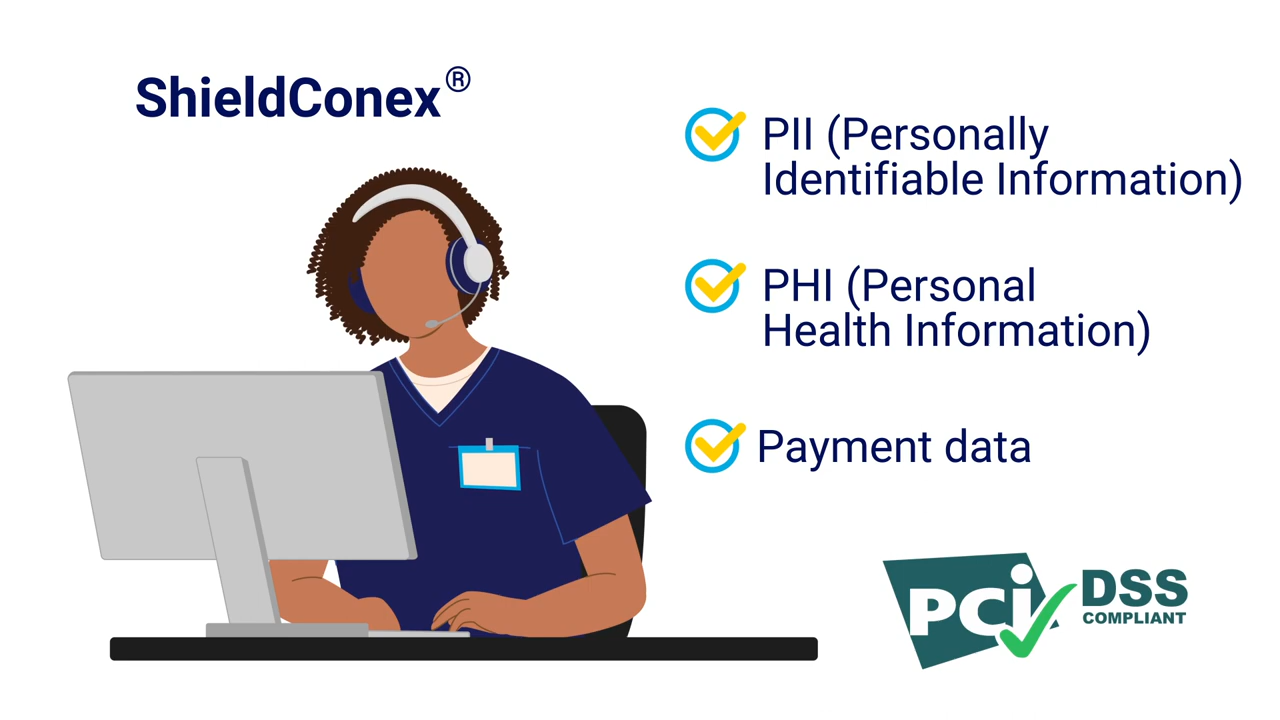 ShieldConex®
PII (Personally
Identifiable Information)
PHI (Personal
Health Information)
Payment data
PCi DSS
COMPLIANT